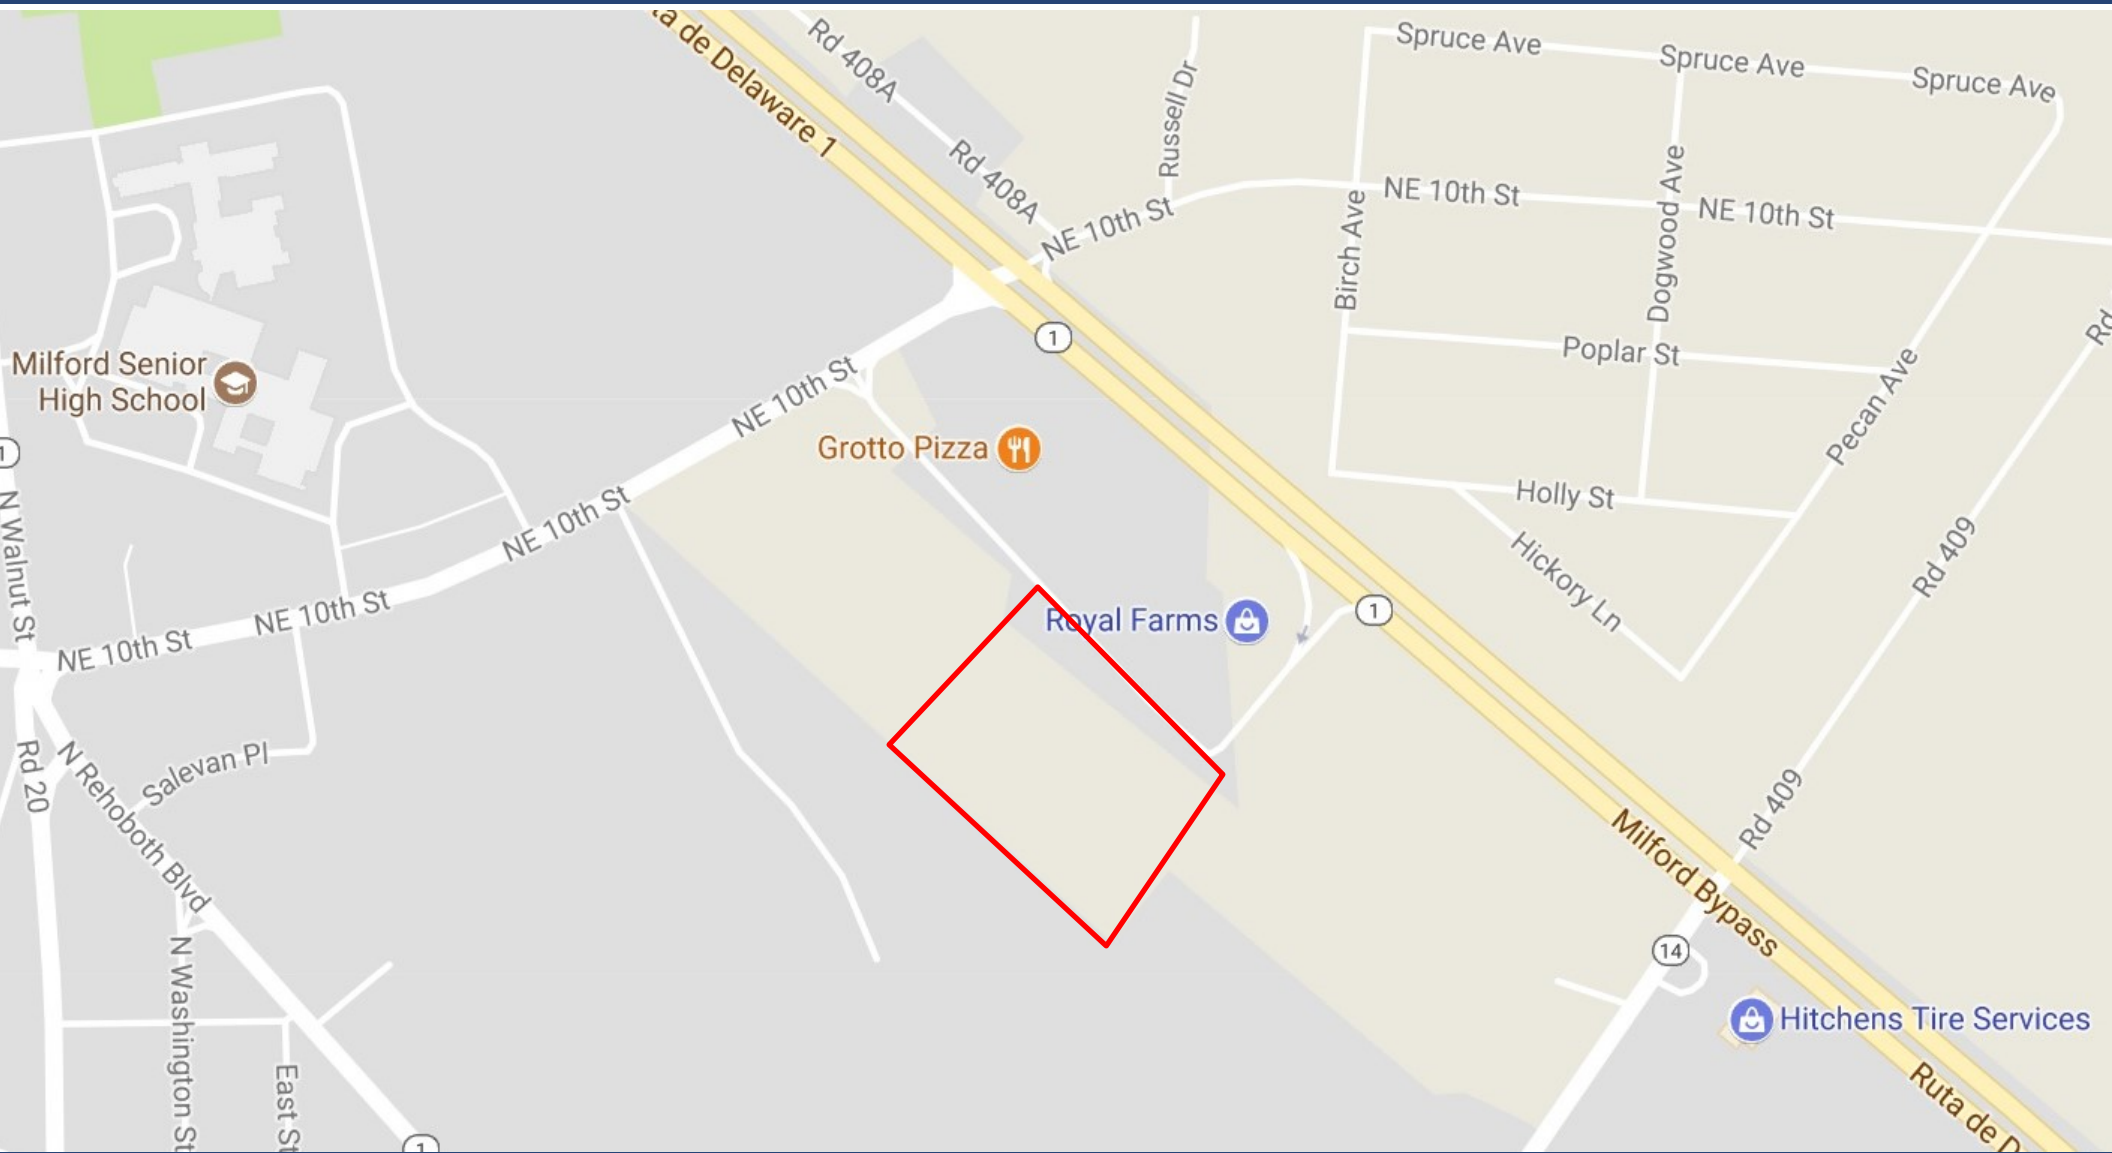 ta de Delaware 1
Rd 408A
Rd 408A
Russell Dr
Spruce Ave
Spruce Ave
Spruce Ave
NE 10th St
NE 10th St
NE 10th St
Birch Ave
Dogwood Ave
Poplar St
Pecan Ave
Holly St
Hickory Ln
Rd
Rd 409
Rd 409
1
Milford Senior
High School
NE 10th St
Grotto Pizza
1
N Walnut St
NE 10th St
NE 10th St
NE 10th St
Royal Farms
1
Rd 20
N Rehoboth Blvd
Salevan Pl
N Washington St
East St
1
Milford Bypass
14
Hitchens Tire Services
Ruta de D